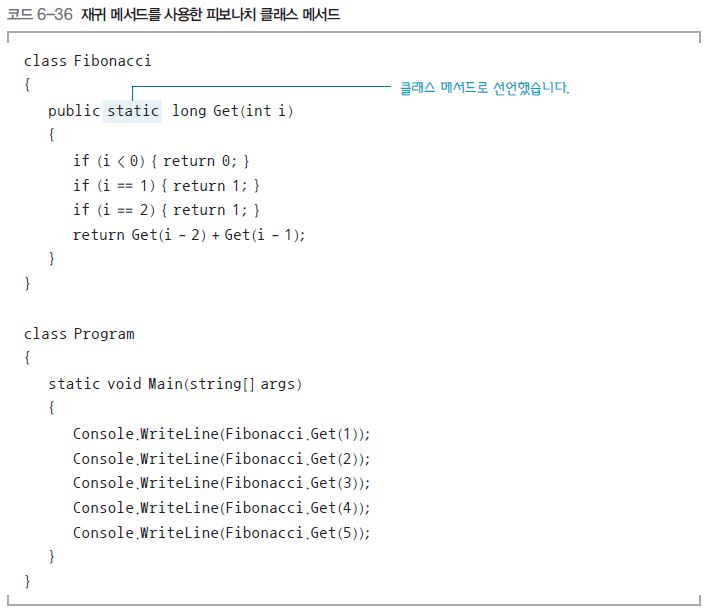 코드 6-36 재귀 메서드를 사용한 피보나치 클래스 메서드
class Fibonacci
{
클래스 메서드로 선언했습니다.
public static long Get(int i)
{
if (i < 0) { return 0; }
if (i == 1) { return 1; }
if (i == 2) { return 1; }
return Get(i - 2) + Get(i - 1);
}
}
class Program
{
static void Main(string[] args)
{
Console.WriteLine(Fibonacci.Get(1));
Console.WriteLine(Fibonacci.Get(2));
Console.WriteLine(Fibonacci.Get(3));
Console.WriteLine(Fibonacci.Get(4));
Console.WriteLine(Fibonacci.Get(5));
}
}